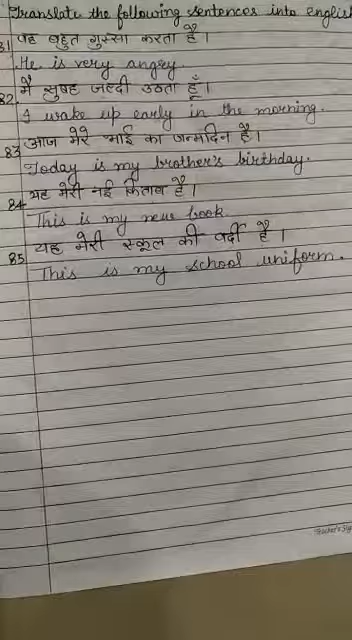 Translate the following sentences into english
81 वह बहुत गुस्सा करता है।
He is very angry.
82. मैं सुबह जल्दी उठता हूँ।
I wake up early in the morning.
83 आज मेरे भाई का जन्मदिन है।
Today is my brother's birthday.
84 यह मेरी नई किताब है।
This is my new book.
85 यह मेरी स्कूल की वर्दी है।
This is my school uniform.